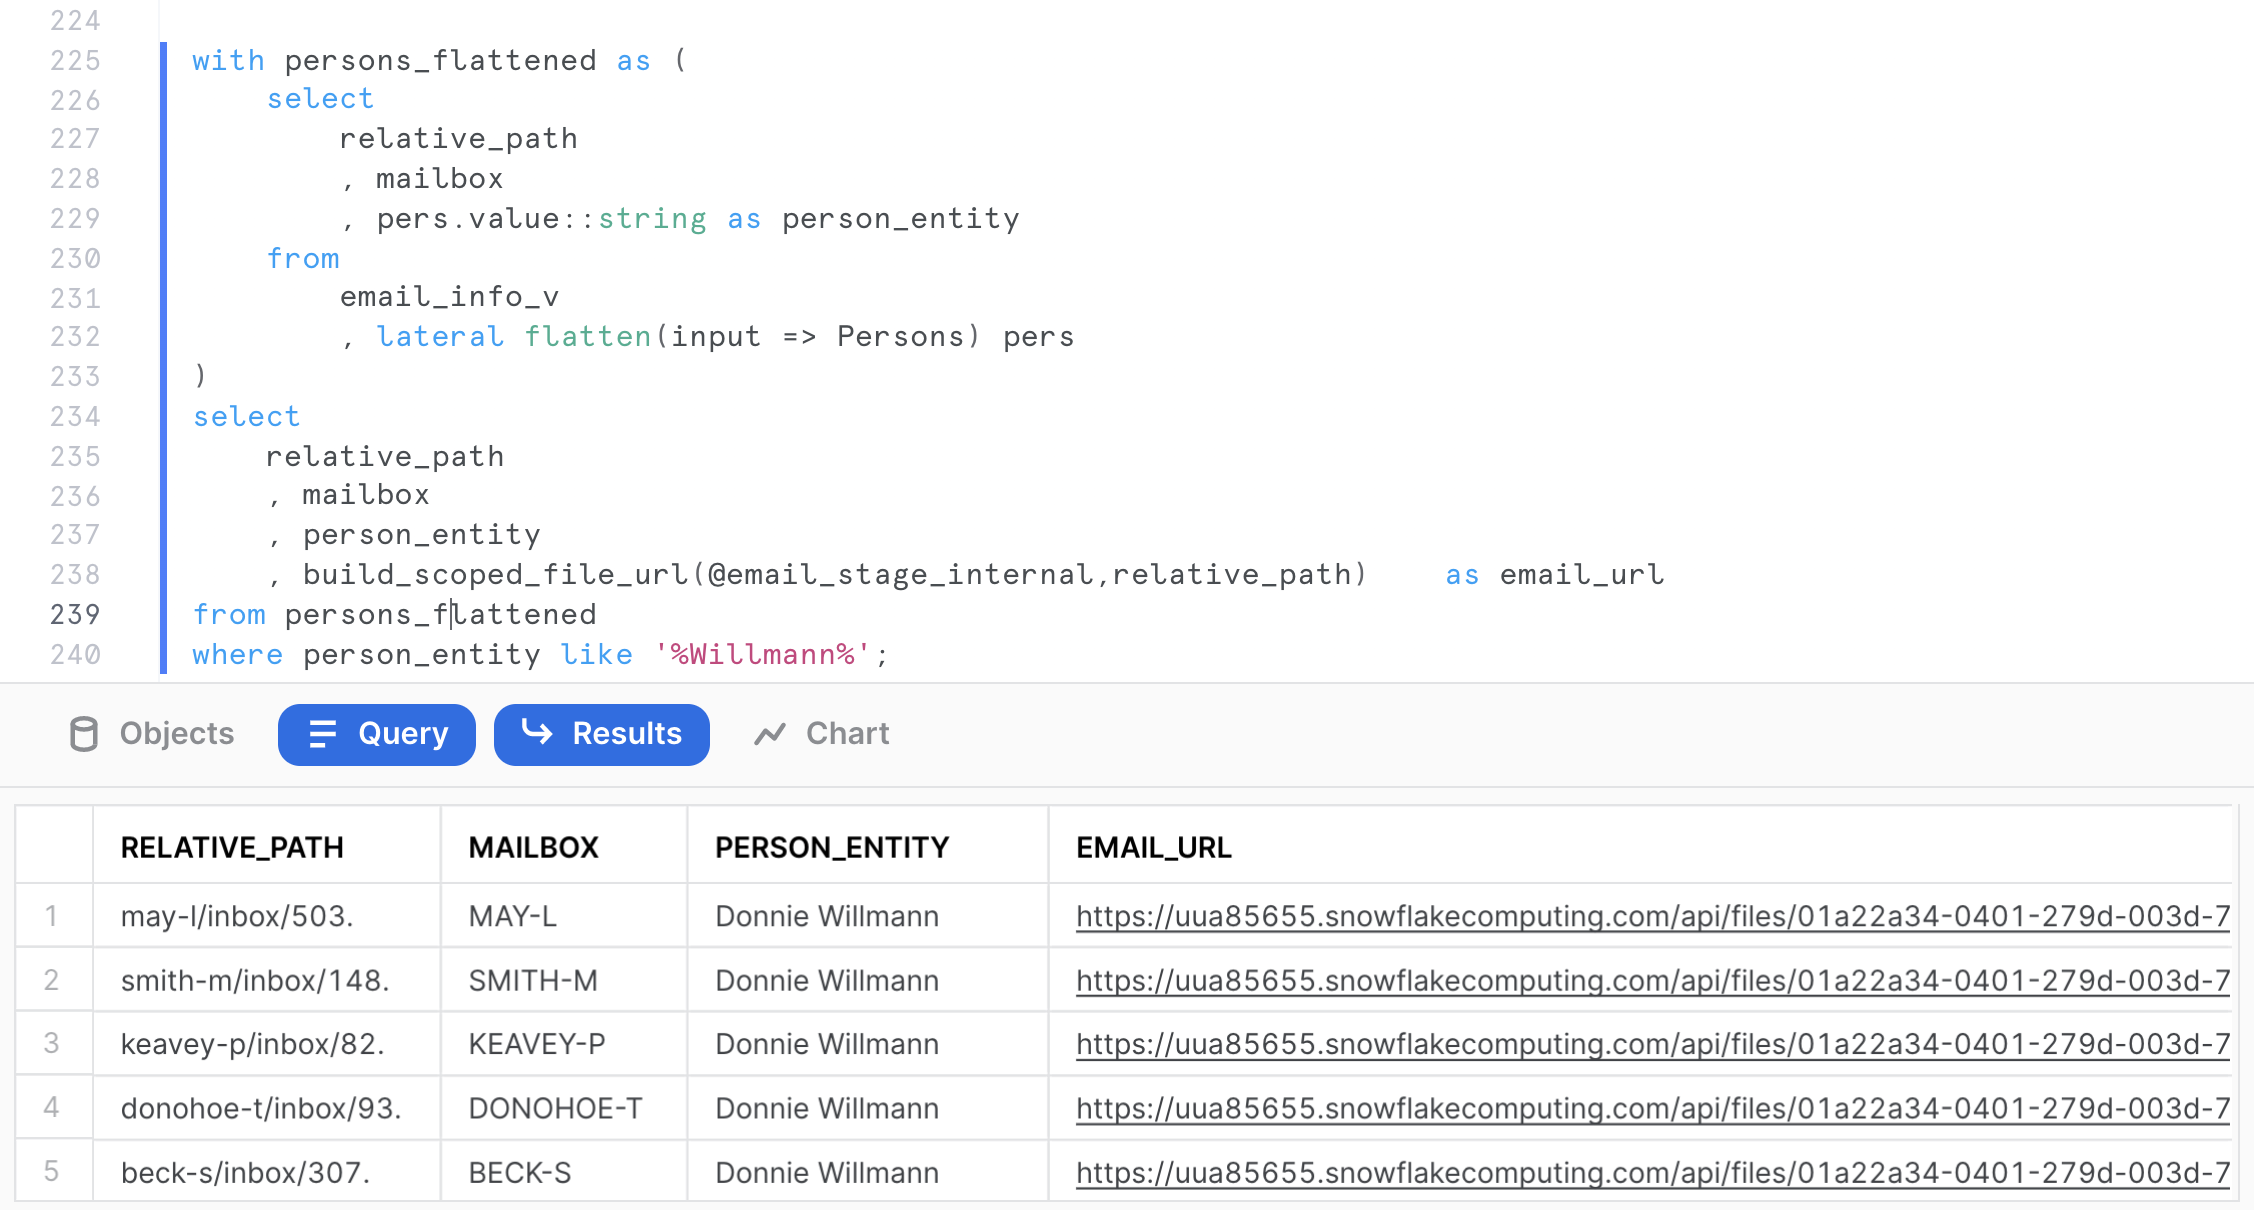 224
225 with persons_flattened as (
226 select
227 relative_path
228 , mailbox
229 , pers.value::string as person_entity
230 from
231 email_info_v
232 , lateral flatten(input => Persons) pers
233 )
234 select
235 relative_path
236 , mailbox
237 , person_entity
238 , build_scoped_file_url(@email_stage_internal,relative_path) as email_url
239 from persons_flattened
240 where person_entity like '%Willmann%';
Objects Query Results Chart
RELATIVE_PATH MAILBOX PERSON_ENTITY EMAIL_URL
1 may-l/inbox/503. MAY-L Donnie Willmann https://uua85655.snowflakecomputing.com/api/files/01a22a34-0401-279d-003d-7
2 smith-m/inbox/148. SMITH-M Donnie Willmann https://uua85655.snowflakecomputing.com/api/files/01a22a34-0401-279d-003d-7
3 keavey-p/inbox/82. KEAVEY-P Donnie Willmann https://uua85655.snowflakecomputing.com/api/files/01a22a34-0401-279d-003d-7
4 donohoe-t/inbox/93. DONOHOE-T Donnie Willmann https://uua85655.snowflakecomputing.com/api/files/01a22a34-0401-279d-003d-7
5 beck-s/inbox/307. BECK-S Donnie Willmann https://uua85655.snowflakecomputing.com/api/files/01a22a34-0401-279d-003d-7